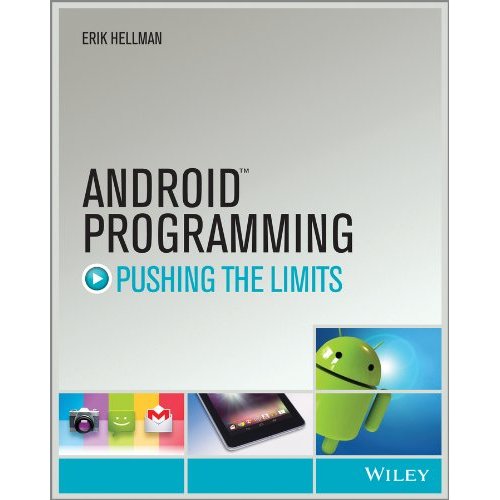 ERIK HELLMAN
ANDROID™
PROGRAMMING
PUSHING THE LIMITS
WILEY